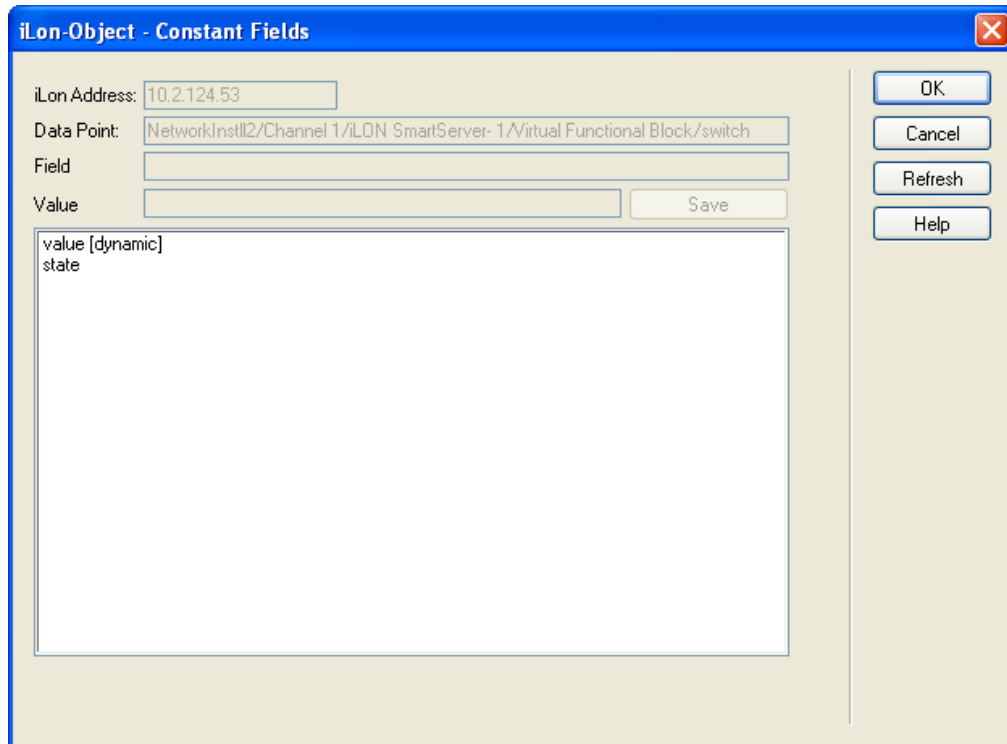 iLon-Object - Constant Fields
iLon Address: 10.2.124.53
Data Point: NetworkInstll2/Channel 1/iLON SmartServer- 1/Virtual Functional Block/switch
Field
Value Save
value [dynamic]
state
OK
Cancel
Refresh
Help